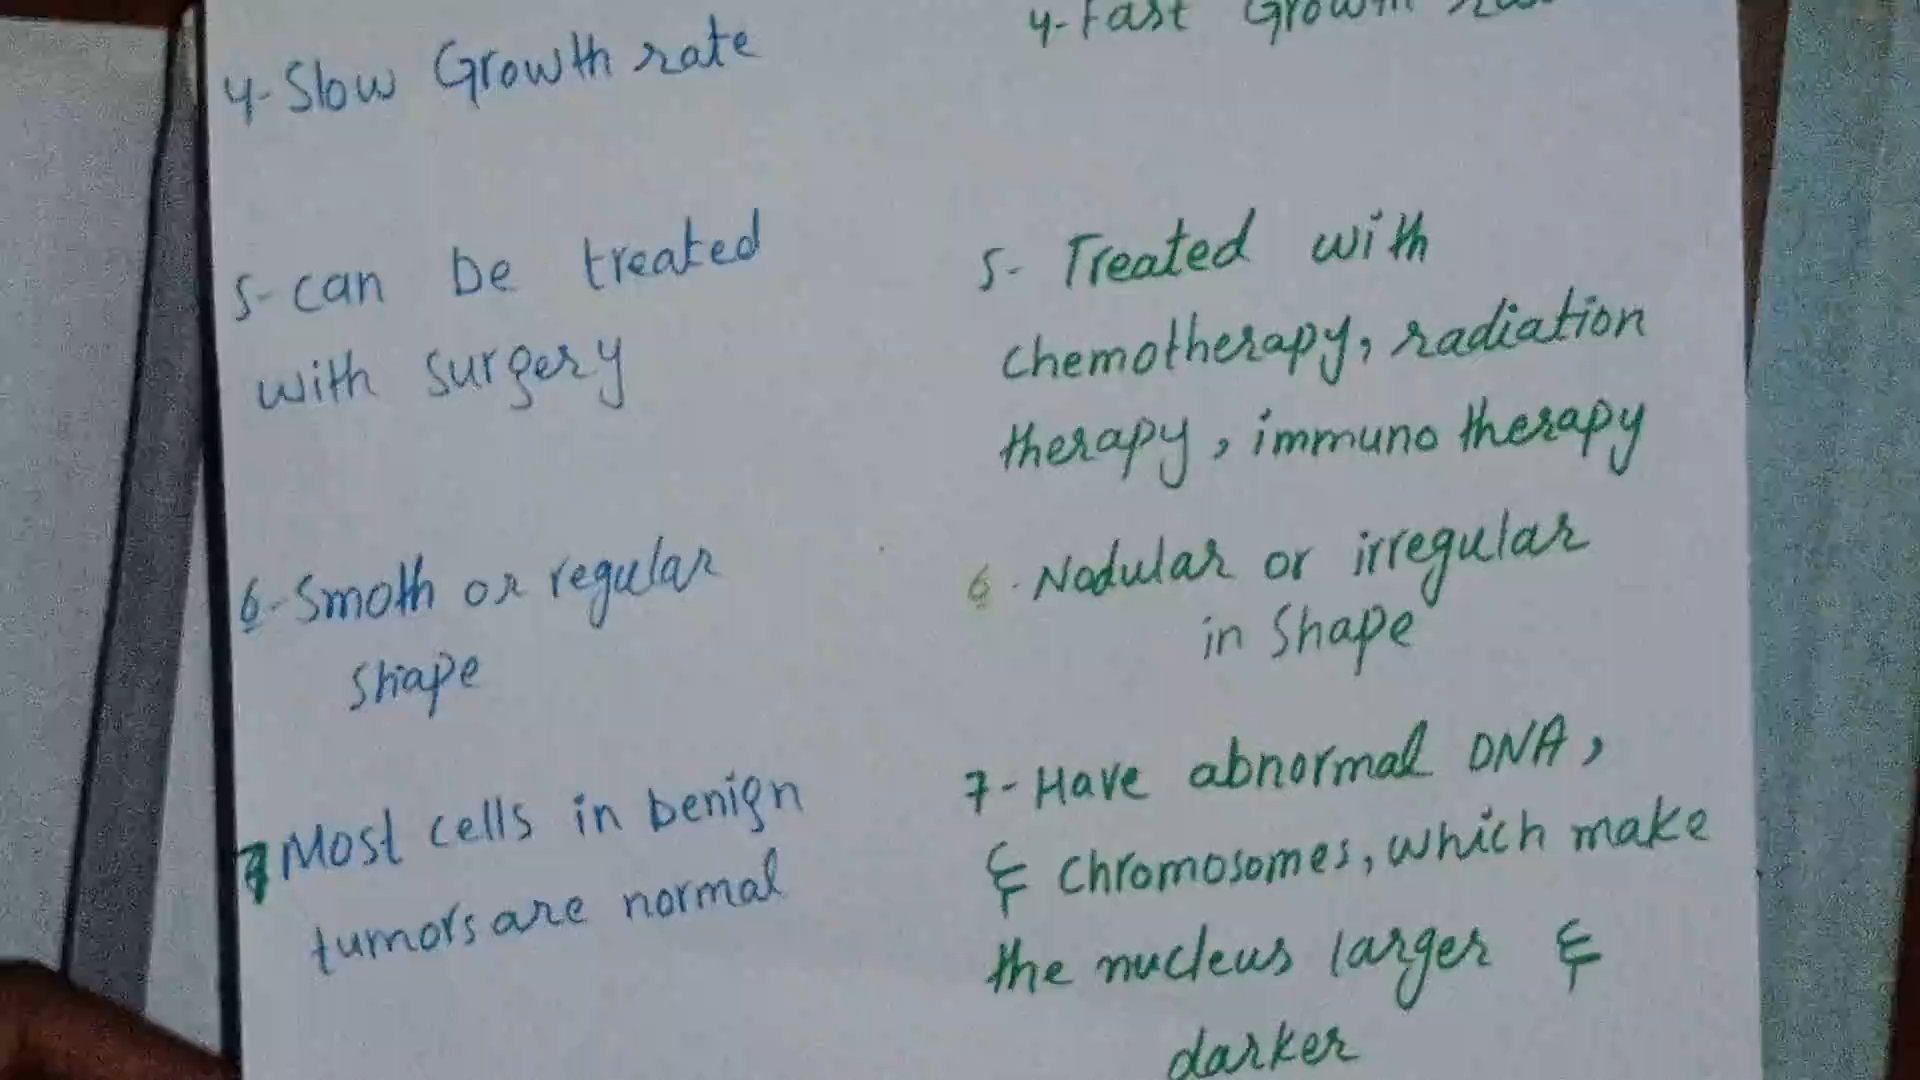 4-Slow Growth rate
5-can be treated
with surgery
6-Smoth or regular
shape
7 Most cells in benign
tumors are normal
4-Fast Growth
5- Treated with
chemotherapy, radiation
therapy, immuno therapy
6. Nodular or irregular
in Shape
7- Have abnormal DNA,
& chromosomes, which make
the nucleus larger &
darker